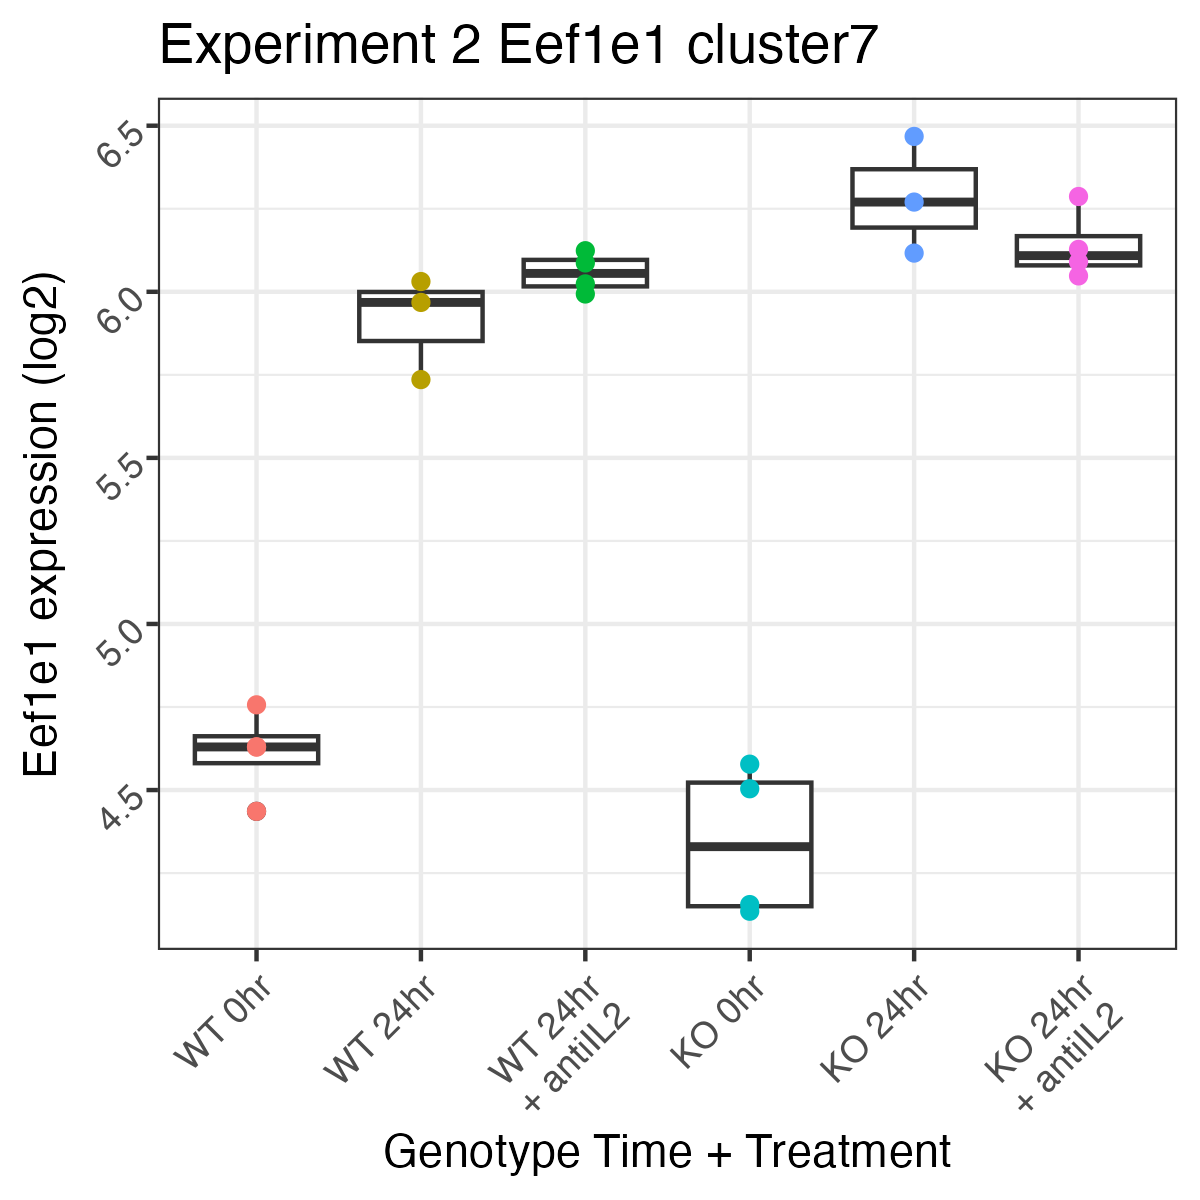 Experiment 2 Eef1e1 cluster7
Eef1e1 expression (log2)
6.5
6.0
5.5
5.0
4.5
WT 0hr
WT 24hr
WT 24hr
+ antiIL2
KO 0hr
KO 24hr
KO 24hr
+ antiIL2
Genotype Time + Treatment